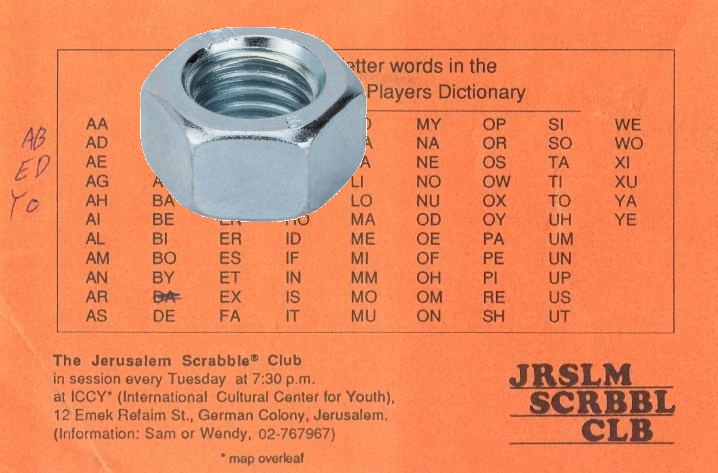 etter words in the
Players Dictionary
AA MY OP SI WE
AD NA OR SO WO
AE NE OS TA XI
AG LI NO OW TI XU
AH BA LO NU OX TO YA
AI BE HO MA OD OY UH YE
AL BI ER ID ME OE PA UM
AM BO ES IF MI OF PE UN
AN BY ET IN MM OH PI UP
AR EX IS MO OM RE US
AS DE FA IT MU ON SH UT
AB
ED
YO
The Jerusalem Scrabble® Club
in session every Tuesday at 7:30 p.m.
at ICCY* (International Cultural Center for Youth),
12 Emek Refaim St., German Colony, Jerusalem.
(Information: Sam or Wendy, 02-767967)
* map overleaf
JRSLM
SCRBBL
CLB